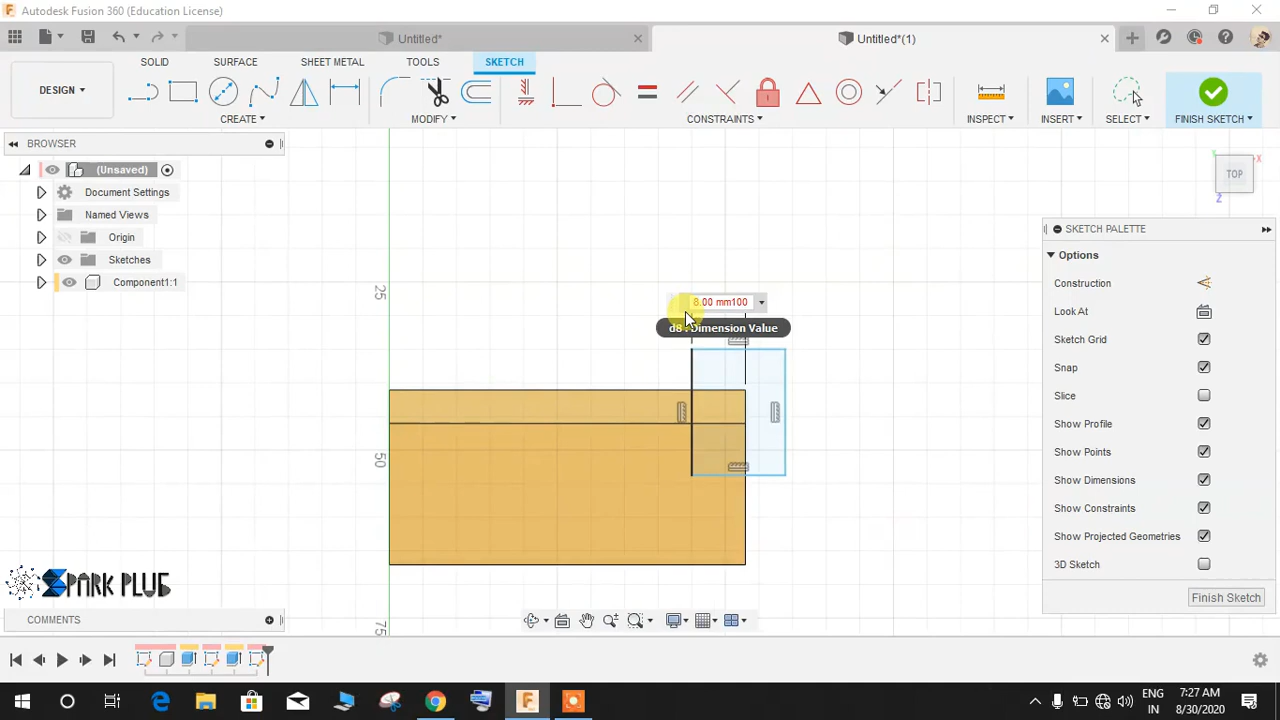 Autodesk Fusion 360 (Education License)
Untitled*
Untitled*(1)
SOLID
SURFACE
SHEET METAL
TOOLS
SKETCH
DESIGN
CREATE
MODIFY
CONSTRAINTS
INSPECT
INSERT
SELECT
FINISH SKETCH
BROWSER
(Unsaved)
Document Settings
Named Views
Origin
Sketches
Component1:1
TOP
X
Z
25
50
75
8.00 mm100
d8 : Dimension Value
SKETCH PALETTE
Options
Construction
Look At
Sketch Grid
Snap
Slice
Show Profile
Show Points
Show Dimensions
Show Constraints
Show Projected Geometries
3D Sketch
Finish Sketch
SPARK PLUG
COMMENTS
ENG
IN
7:27 AM
8/30/2020